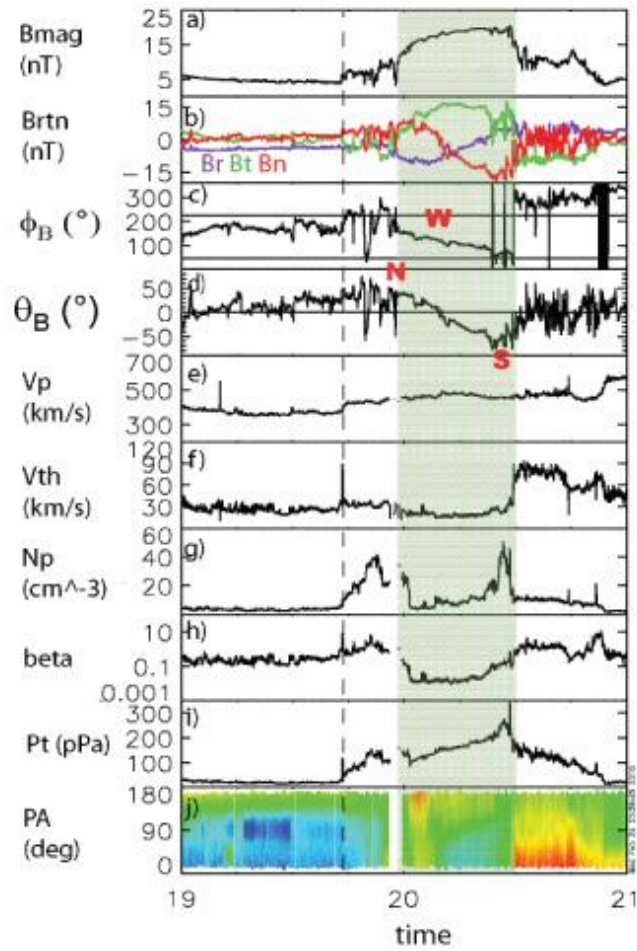 Bmag
(nT)
25
15
5
a)
Brtn
(nT)
15
0
-15
b)
Br Bt Bn
ϕB (°)
300
200
100
c)
W
N
θB (°)
50
0
-50
d)
S
Vp
(km/s)
700
500
300
e)
Vth
(km/s)
120
90
60
30
f)
Np
(cm^-3)
60
40
20
g)
beta
10
0.1
0.001
h)
Pt (pPa)
300
200
100
i)
PA
(deg)
180
90
0
j)
19 20 21
time